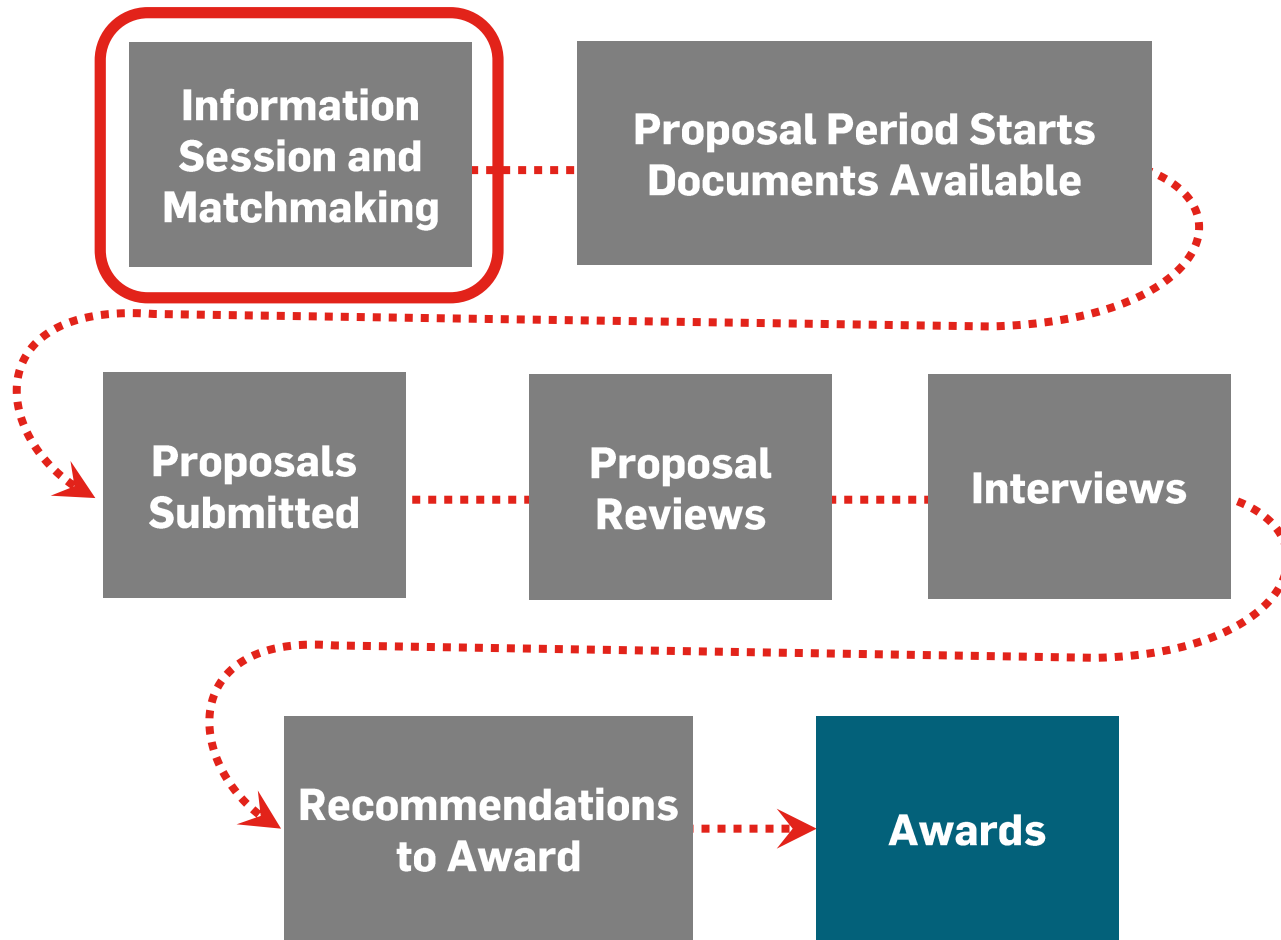 Information
Session and
Matchmaking
Proposal Period Starts
Documents Available
Proposals
Submitted
Proposal
Reviews
Interviews
Recommendations
to Award
Awards